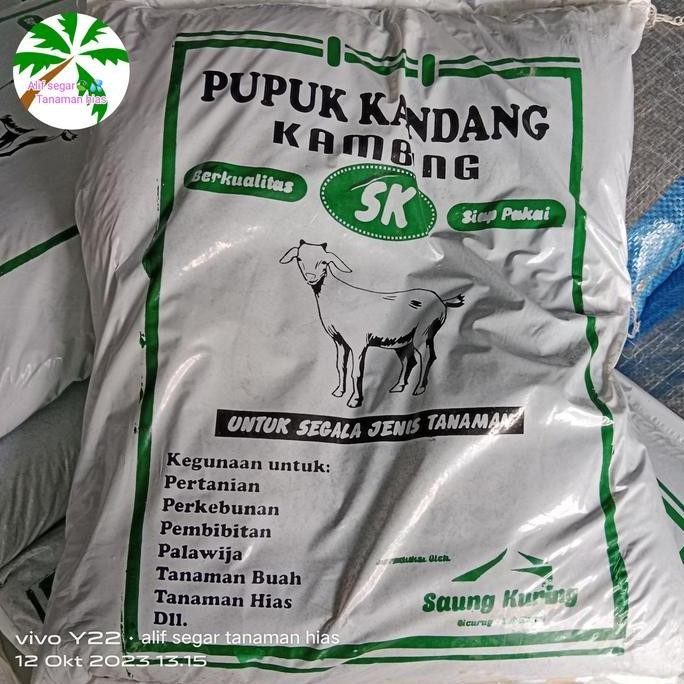 Alif segar
Tanaman hias
PUPUK KANDANG
KAMBING
Berkualitas
SK
Siap Pakai
UNTUK SEGALA JENIS TANAMAN
Kegunaan untuk:
Pertanian
Perkebunan
Pembibitan
Palawija
Tanaman Buah
Tanaman Hias
Dll.
Oleh:
Saung Kuring
vivo Y22 · alif segar tanaman hias
12 Okt 2023 13.15